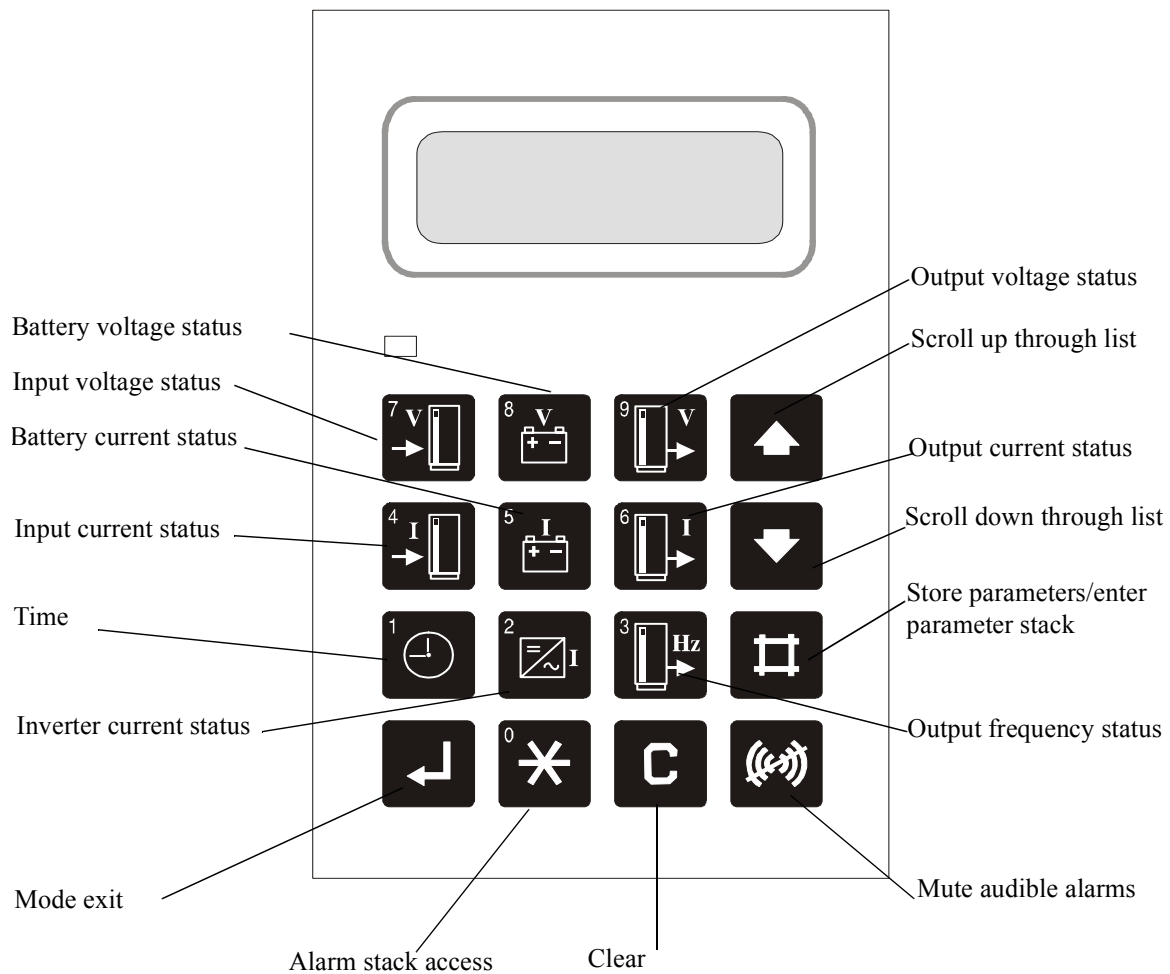 Output voltage status
Battery voltage status
Scroll up through list
Input voltage status
Battery current status
7 V
8 V
9 V
Output current status
Input current status
4 I
5 I
6 I
Scroll down through list
Store parameters/enter
parameter stack
Time
1
2 I
3 Hz
Inverter current status
Output frequency status
0
C
Mode exit
Mute audible alarms
Alarm stack access
Clear